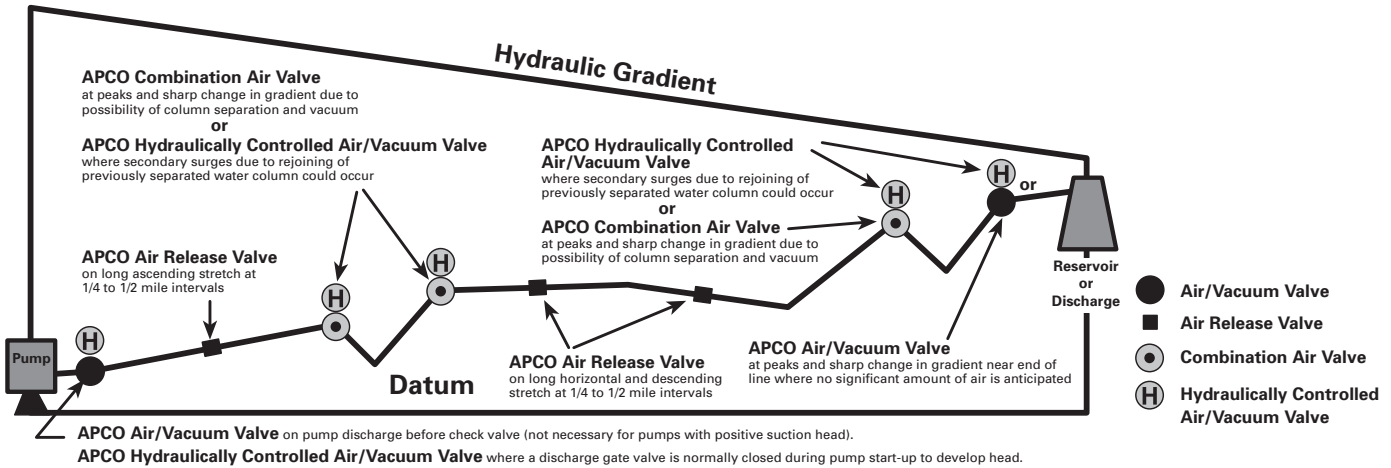 Hydraulic Gradient
APCO Combination Air Valve
at peaks and sharp change in gradient due to
possibility of column separation and vacuum
or
APCO Hydraulically Controlled Air/Vacuum Valve
where secondary surges due to rejoining of
previously separated water column could occur
APCO Hydraulically Controlled
Air/Vacuum Valve
where secondary surges due to rejoining of
previously separated water column could occur
or
APCO Combination Air Valve
at peaks and sharp change in gradient due to
possibility of column separation and vacuum
H
H
or
APCO Air Release Valve
on long ascending stretch at
1/4 to 1/2 mile intervals
H
H
H
Pump
Reservoir
or
Discharge
Datum
APCO Air Release Valve
on long horizontal and descending
stretch at 1/4 to 1/2 mile intervals
APCO Air/Vacuum Valve
at peaks and sharp change in gradient near end of
line where no significant amount of air is anticipated
Air/Vacuum Valve
Air Release Valve
Combination Air Valve
H Hydraulically Controlled
Air/Vacuum Valve
APCO Air/Vacuum Valve on pump discharge before check valve (not necessary for pumps with positive suction head).
APCO Hydraulically Controlled Air/Vacuum Valve where a discharge gate valve is normally closed during pump start-up to develop head.